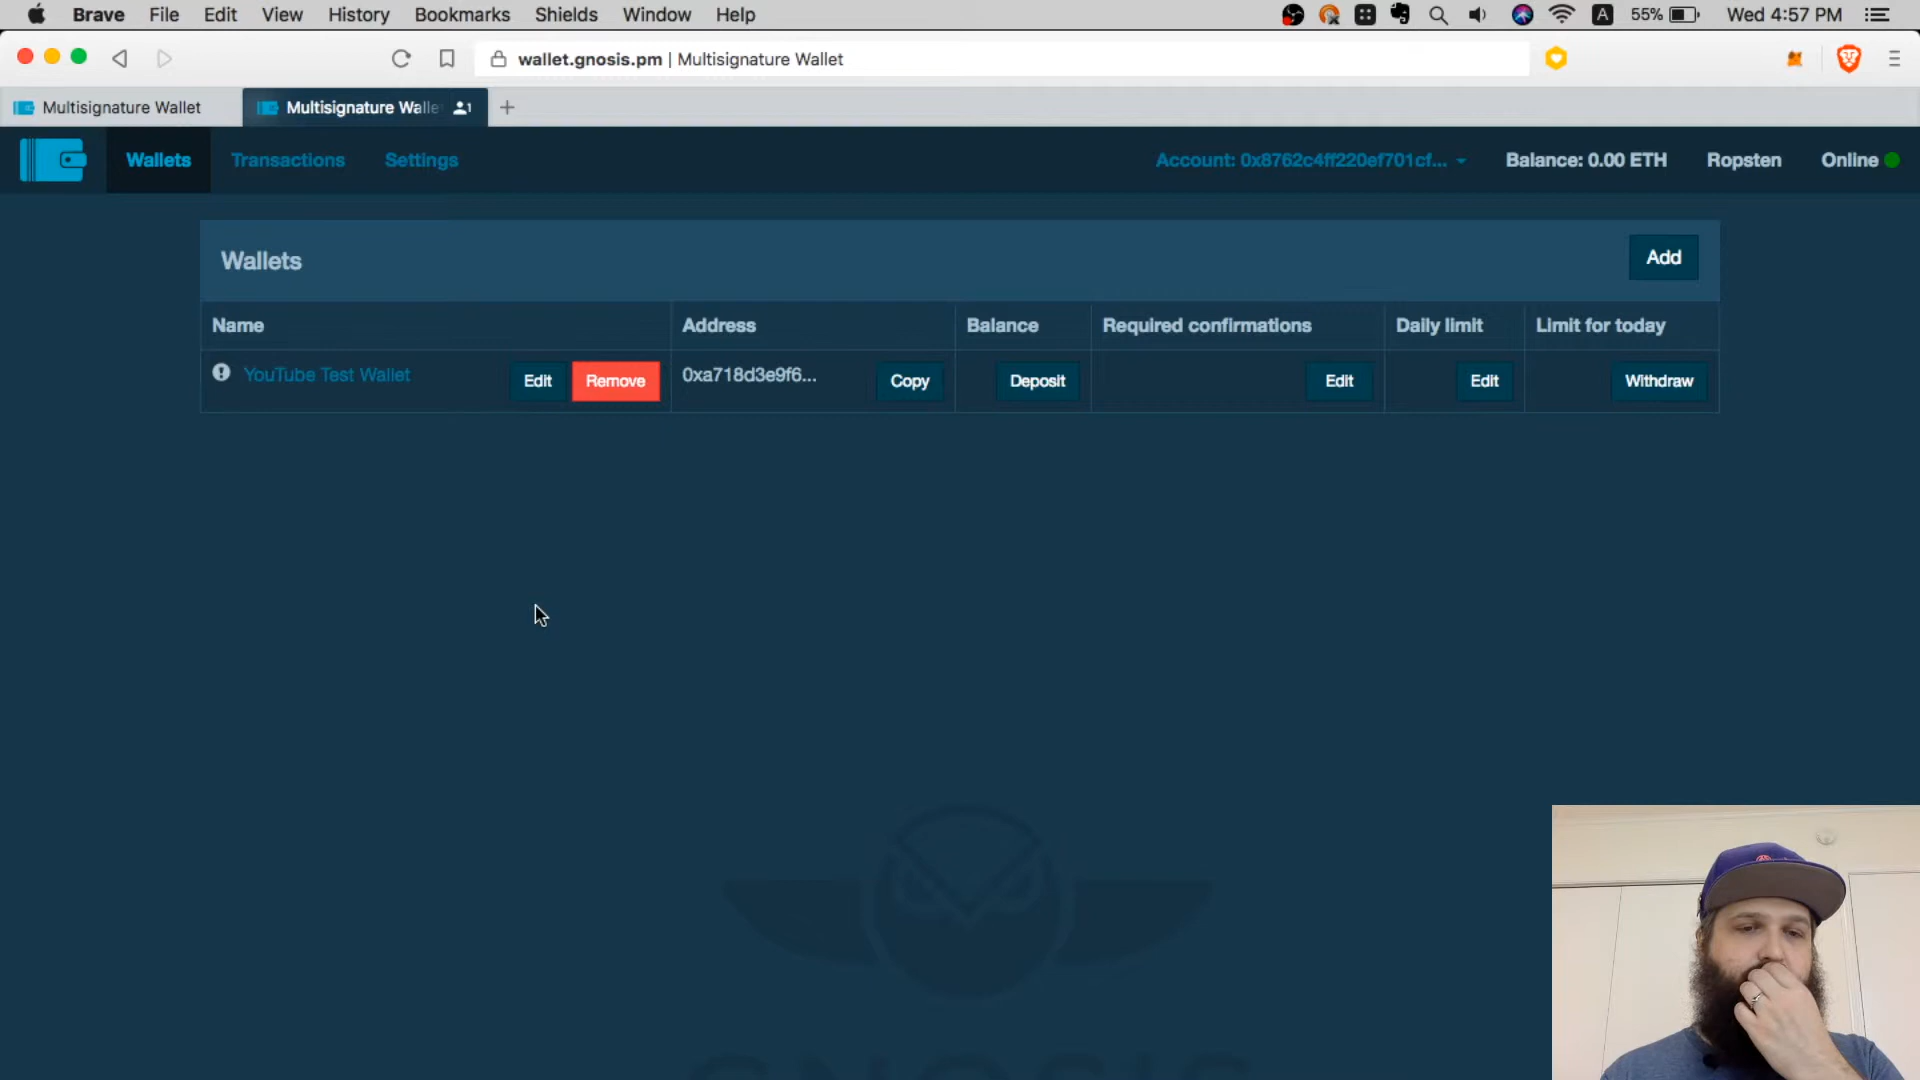 Brave File Edit View History Bookmarks Shields Window Help A 55% Wed 4:57 PM
wallet.gnosis.pm | Multisignature Wallet
Multisignature Wallet Multisignature Walle 1 +
Wallets Transactions Settings Account: 0x8762c4ff220ef701cf... Balance: 0.00 ETH Ropsten Online
Wallets Add
Name Address Balance Required confirmations Daily limit Limit for today
YouTube Test Wallet Edit Remove 0xa718d3e9f6... Copy Deposit Edit Edit Withdraw
GNOSIS